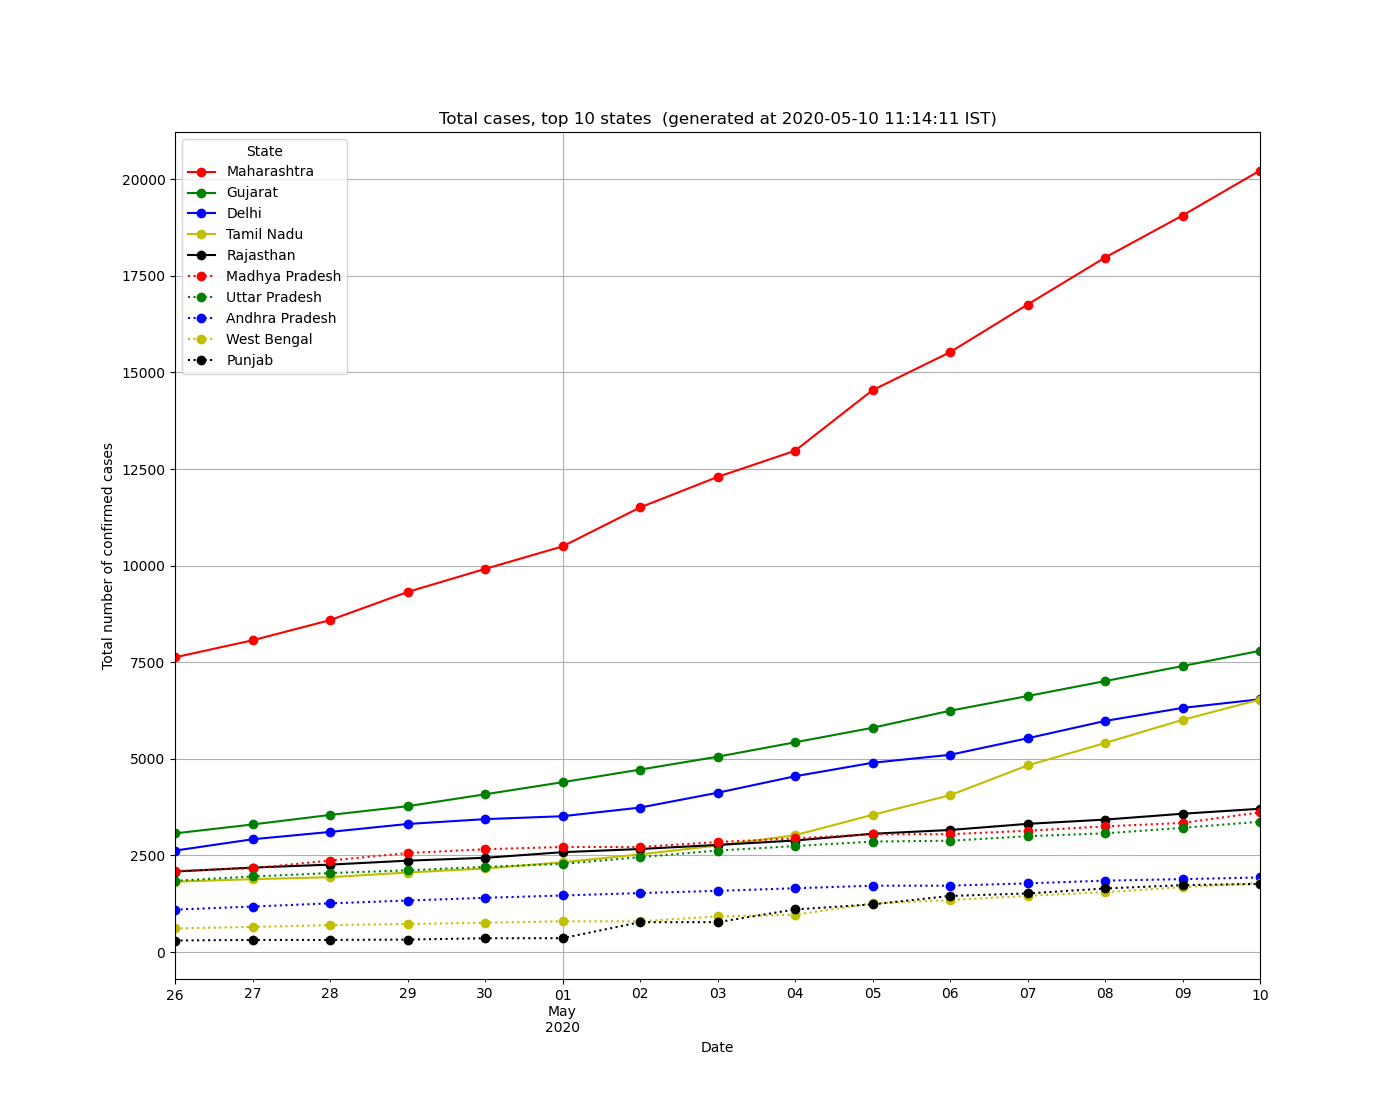 Total cases, top 10 states  (generated at 2020-05-10 11:14:11 IST)
State
Maharashtra
Gujarat
Delhi
Tamil Nadu
Rajasthan
Madhya Pradesh
Uttar Pradesh
Andhra Pradesh
West Bengal
Punjab
Total number of confirmed cases
20000
17500
15000
12500
10000
7500
5000
2500
0
26 27 28 29 30 01 02 03 04 05 06 07 08 09 10
May
2020
Date